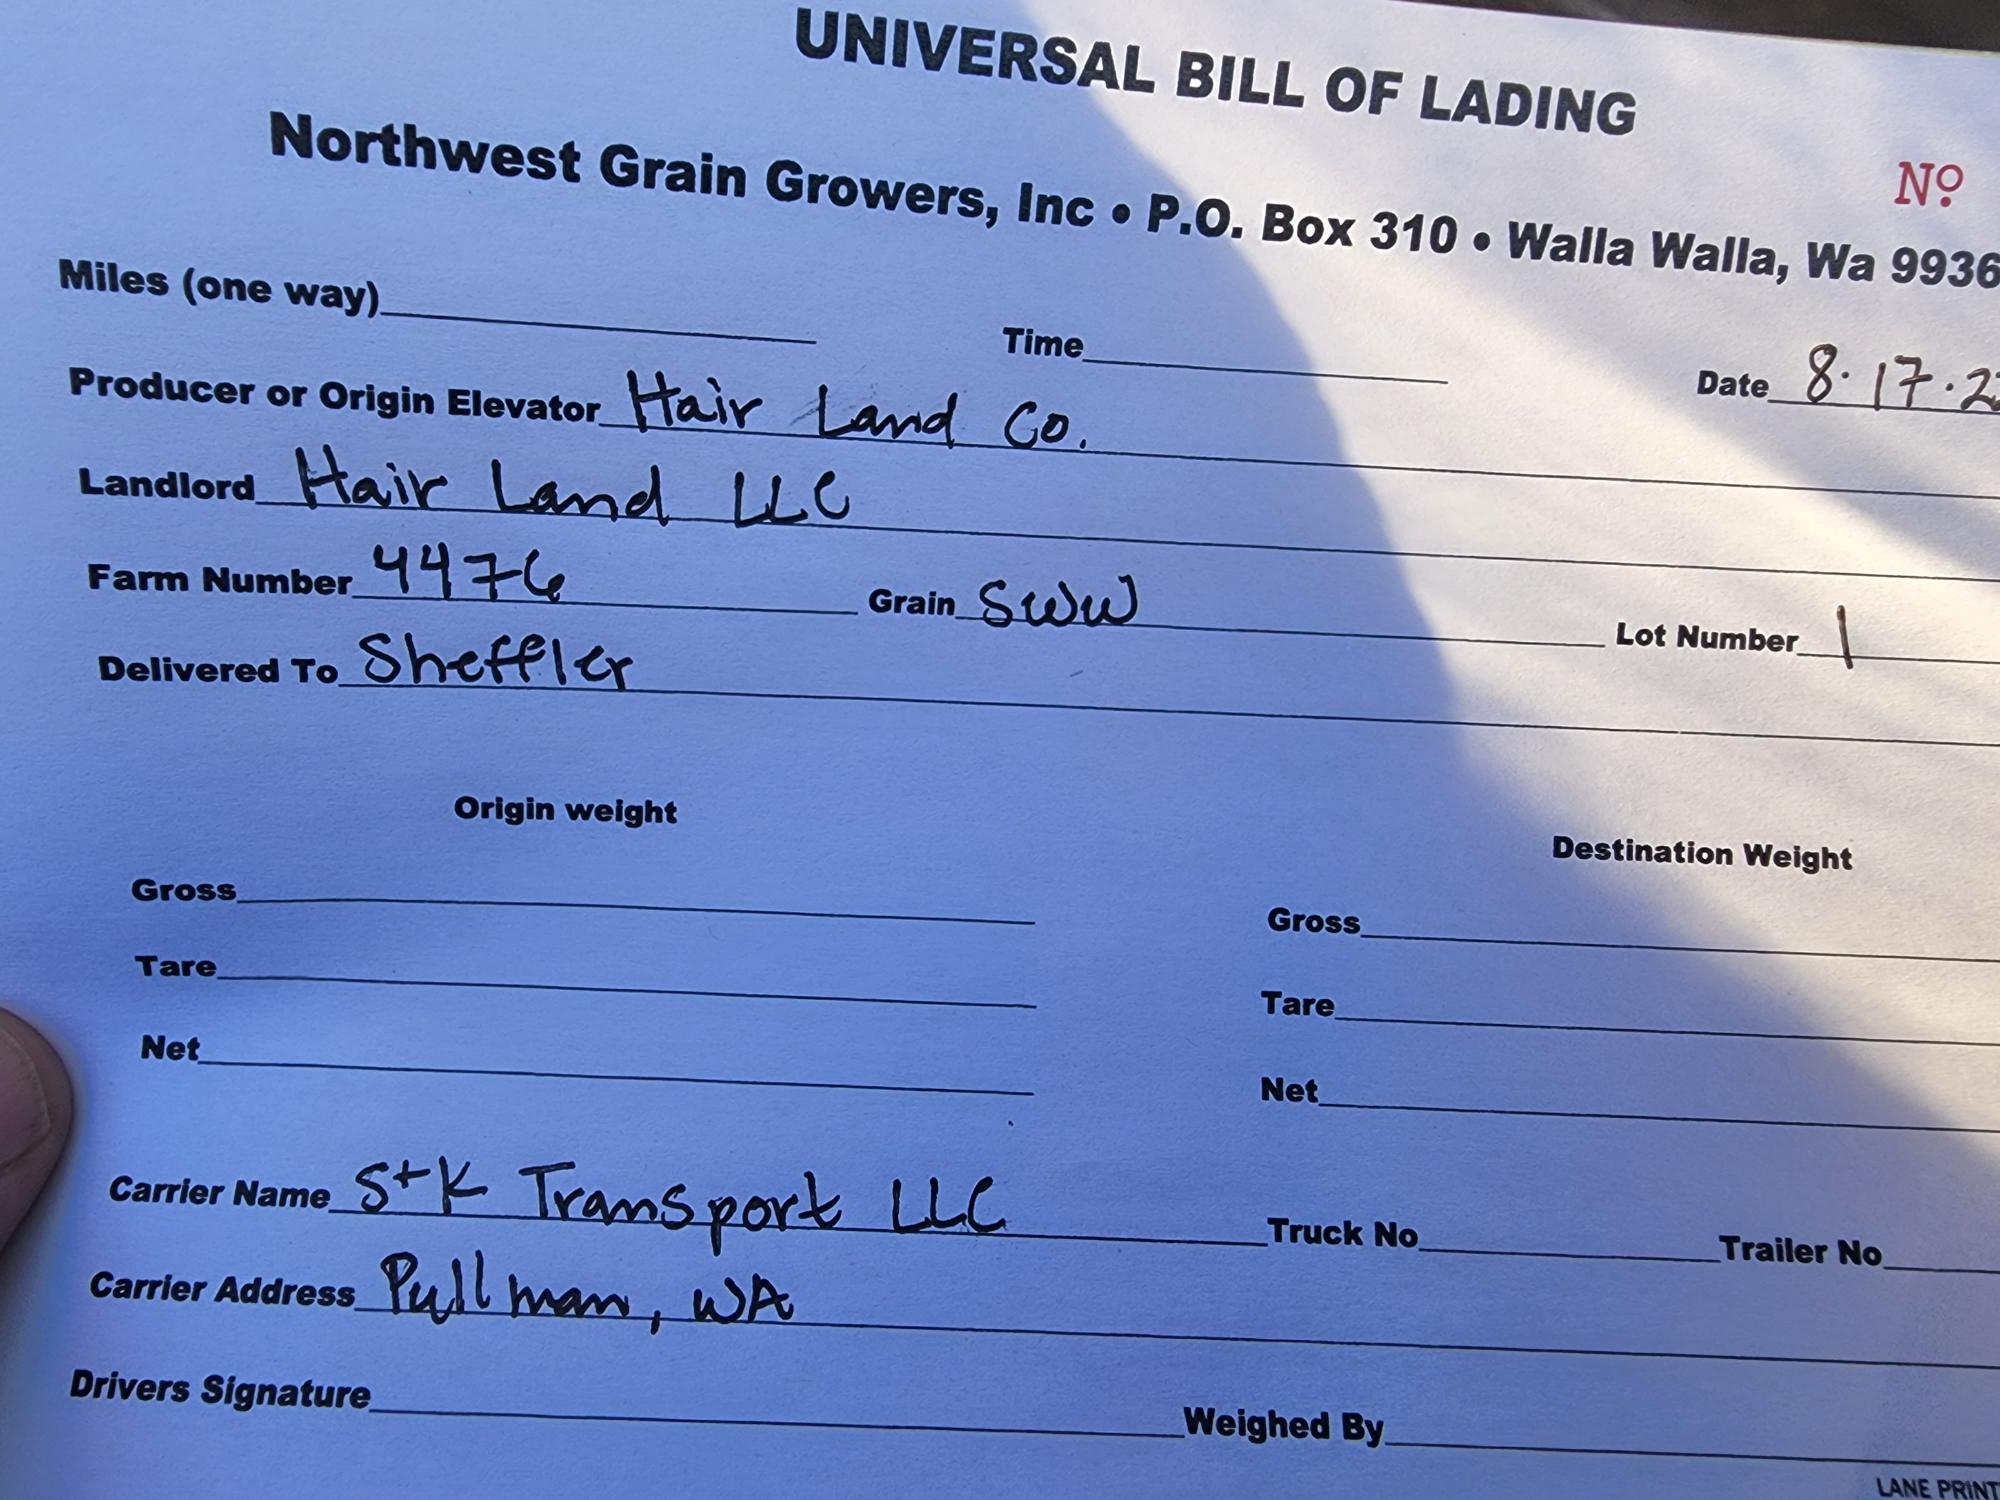 UNIVERSAL BILL OF LADING
Nº
Northwest Grain Growers, Inc • P.O. Box 310 • Walla Walla, Wa 9936
Miles (one way) Time Date 8.17.2
Producer or Origin Elevator Hair Land Co.
Landlord Hair Land LLC
Farm Number 4476 Grain SWW Lot Number 1
Delivered To Sheffler
Origin weight Destination Weight
Gross Gross
Tare Tare
Net Net
Carrier Name S+K Transport LLC Truck No Trailer No
Carrier Address Pullman, WA
Drivers Signature Weighed By
LANE PRINT